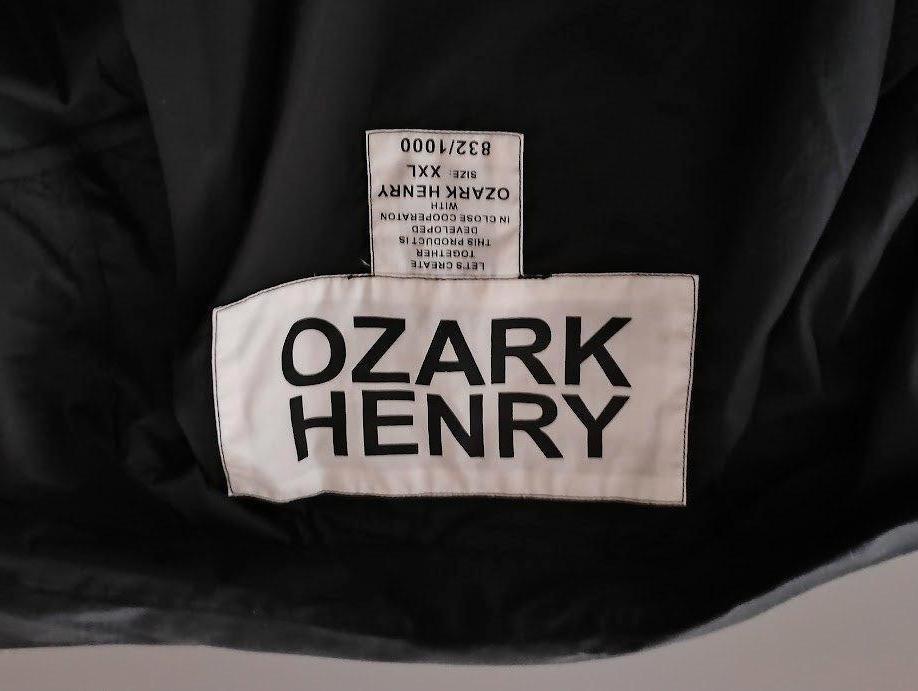 LET'S CREATE
TOGETHER
THIS PRODUCT IS
DEVELOPED
IN CLOSE COOPERATON
WITH
OZARK HENRY
SIZE: XXL
832/1000
OZARK
HENRY